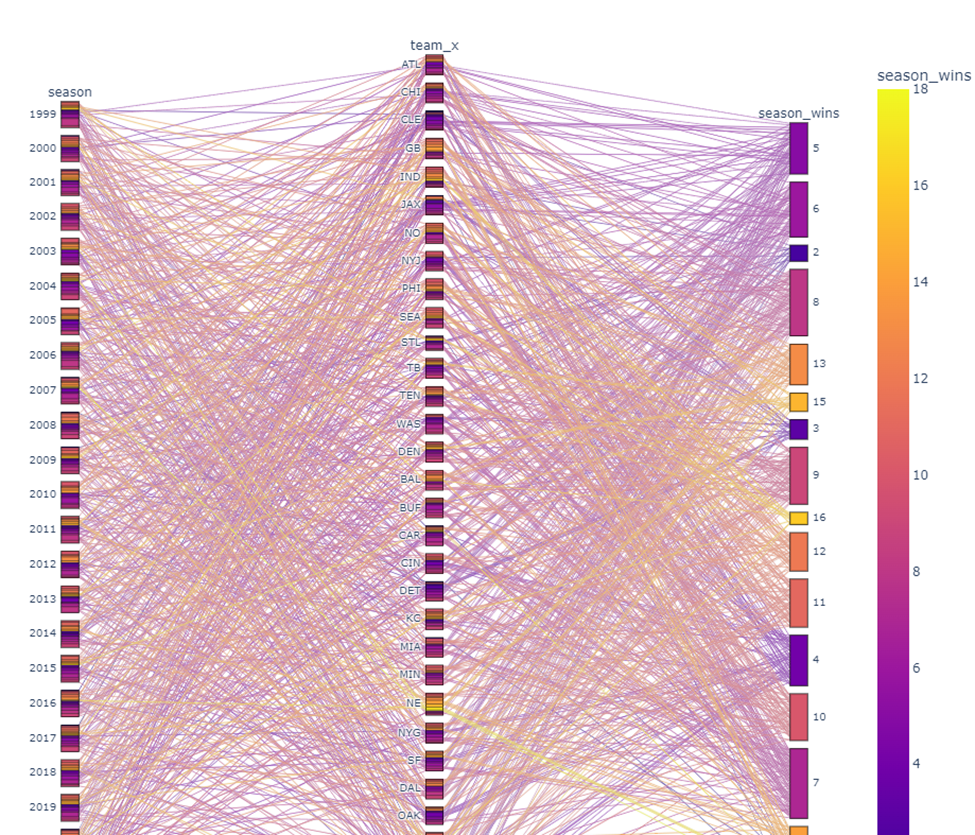 team_x
season
season_wins
season_wins
1999
2000
2001
2002
2003
2004
2005
2006
2007
2008
2009
2010
2011
2012
2013
2014
2015
2016
2017
2018
2019
ATL
CHI
CLE
GB
IND
JAX
NO
NYJ
PHI
SEA
STL
TB
TEN
WAS
DEN
BAL
BUF
CAR
CIN
DET
KC
MIA
MIN
NE
NYG
SF
DAL
OAK
5
6
2
8
13
15
3
9
16
12
11
4
10
7
18
16
14
12
10
8
6
4